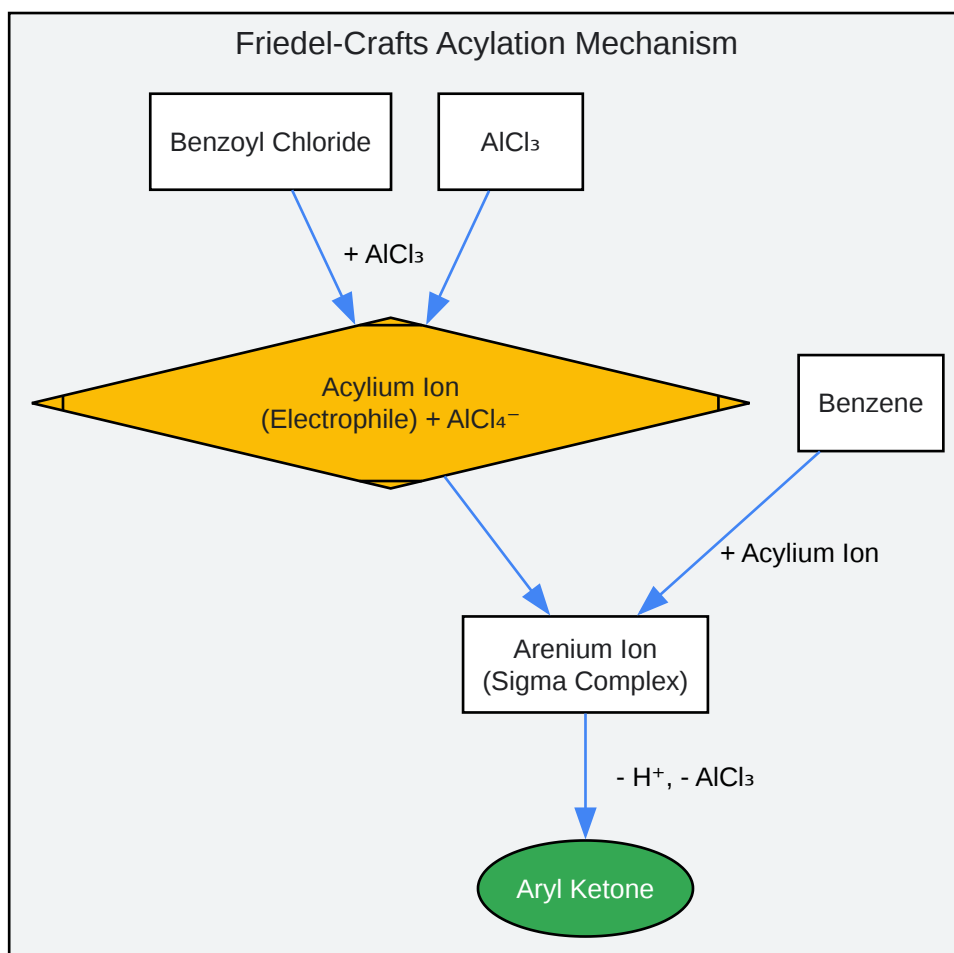 Friedel-Crafts Acylation Mechanism
Benzoyl Chloride
AlCl₃
+ AlCl₃
Acylium Ion
(Electrophile) + AlCl₄⁻
Benzene
+ Acylium Ion
Arenium Ion
(Sigma Complex)
- H⁺, - AlCl₃
Aryl Ketone